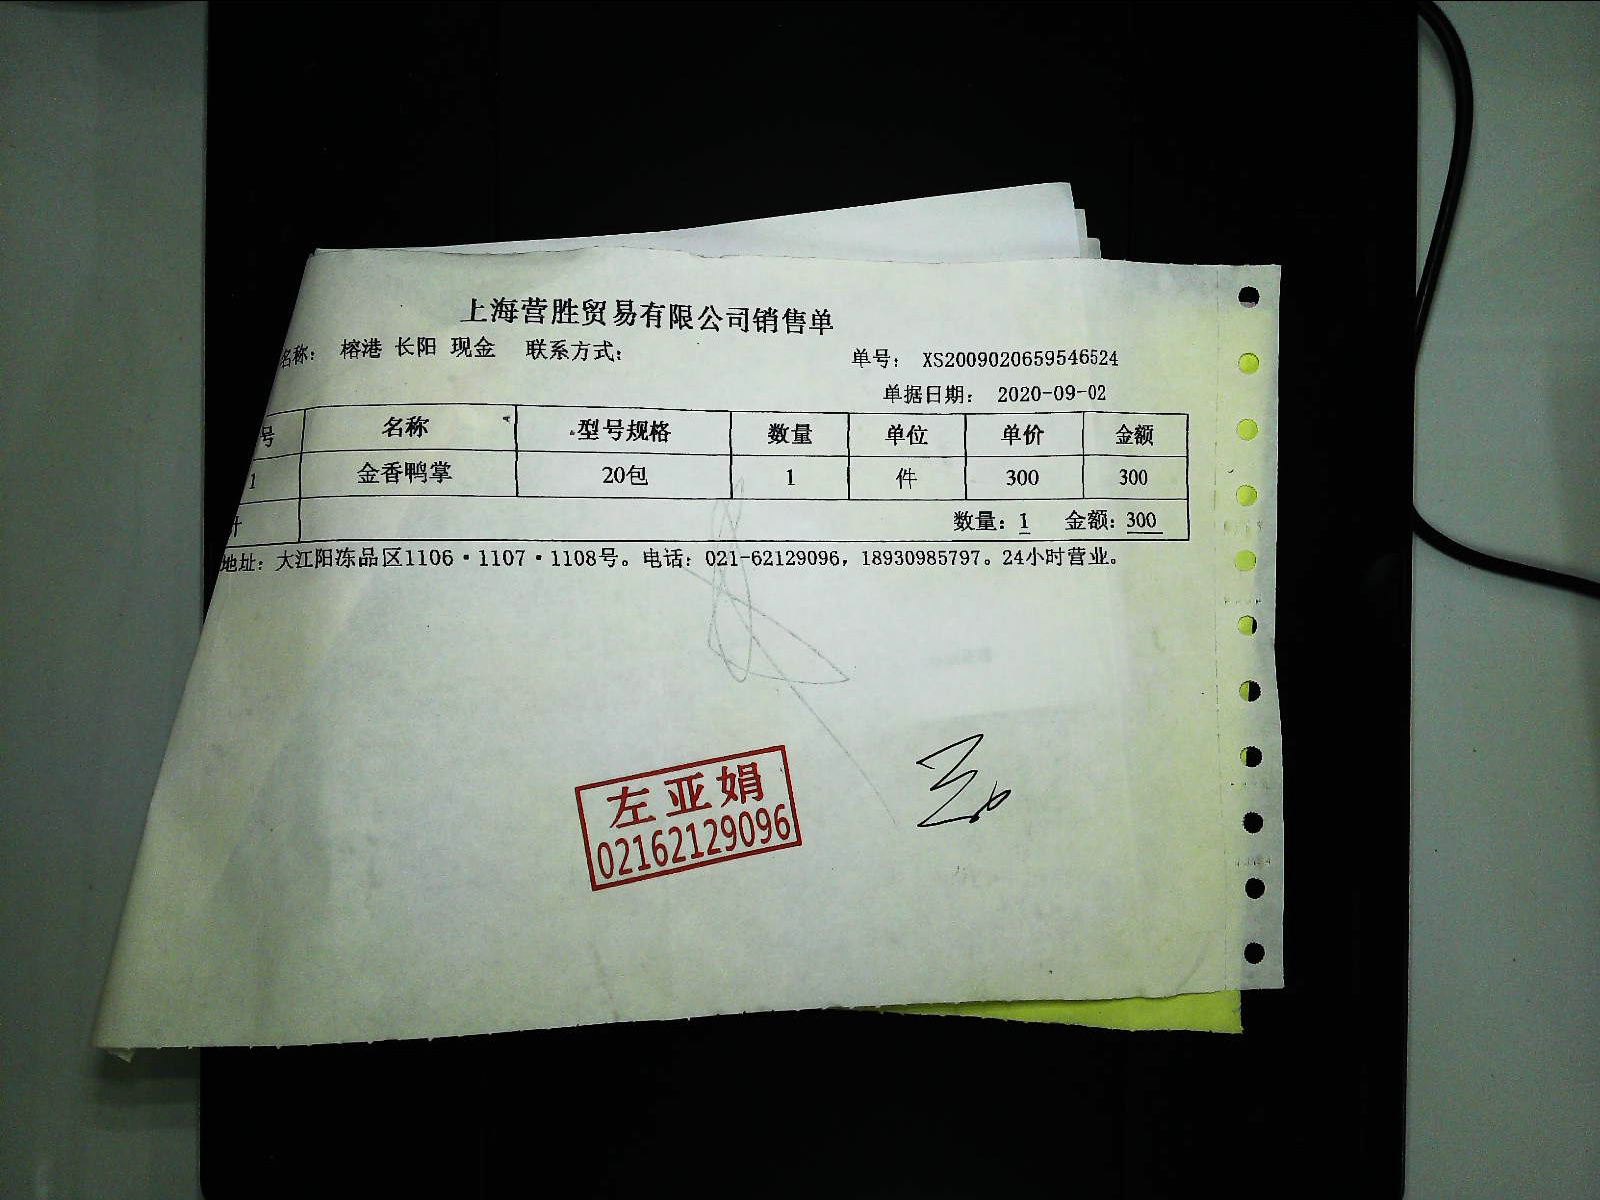 上海营胜贸易有限公司销售单
名称： 榕港 长阳 现金 联系方式：
单号： XS2009020659546524
单据日期： 2020-09-02
号 名称 型号规格 数量 单位 单价 金额
1 金香鸭掌 20包 1 件 300 300
计 数量：1 金额：300
地址：大江阳冻品区1106·1107·1108号。电话：021-62129096，18930985797。24小时营业。
左亚娟
02162129096